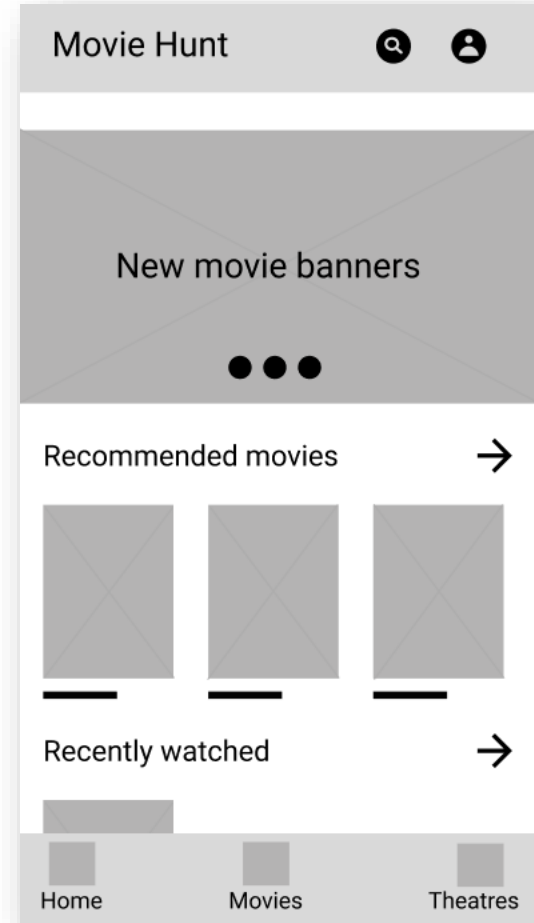 Movie Hunt
New movie banners
Recommended movies
Recently watched
Home Movies Theatres